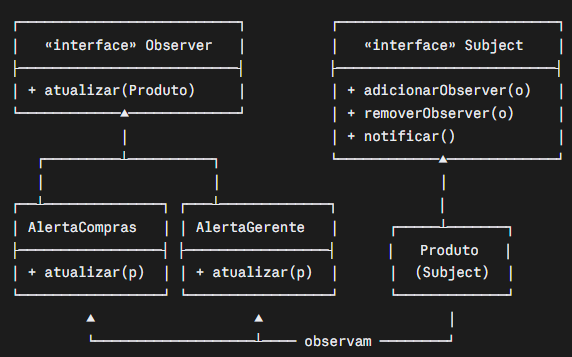 «interface» Observer
+ atualizar(Produto)
«interface» Subject
+ adicionarObserver(o)
+ removerObserver(o)
+ notificar()
AlertaCompras
+ atualizar(p)
AlertaGerente
+ atualizar(p)
Produto
(Subject)
observam